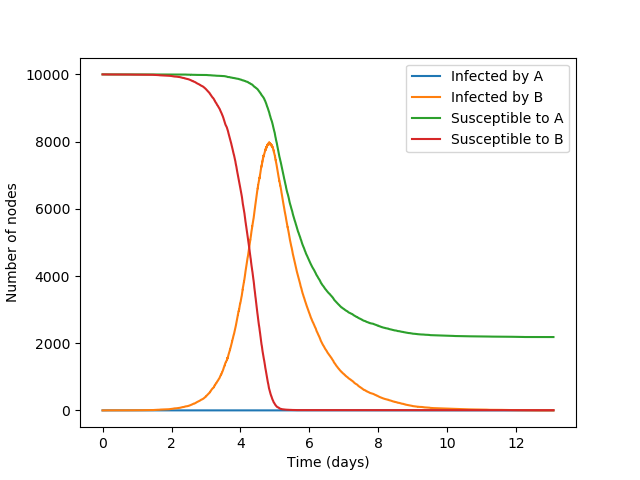 Infected by A
Infected by B
Susceptible to A
Susceptible to B
Number of nodes
10000
8000
6000
4000
2000
0
0 2 4 6 8 10 12
Time (days)